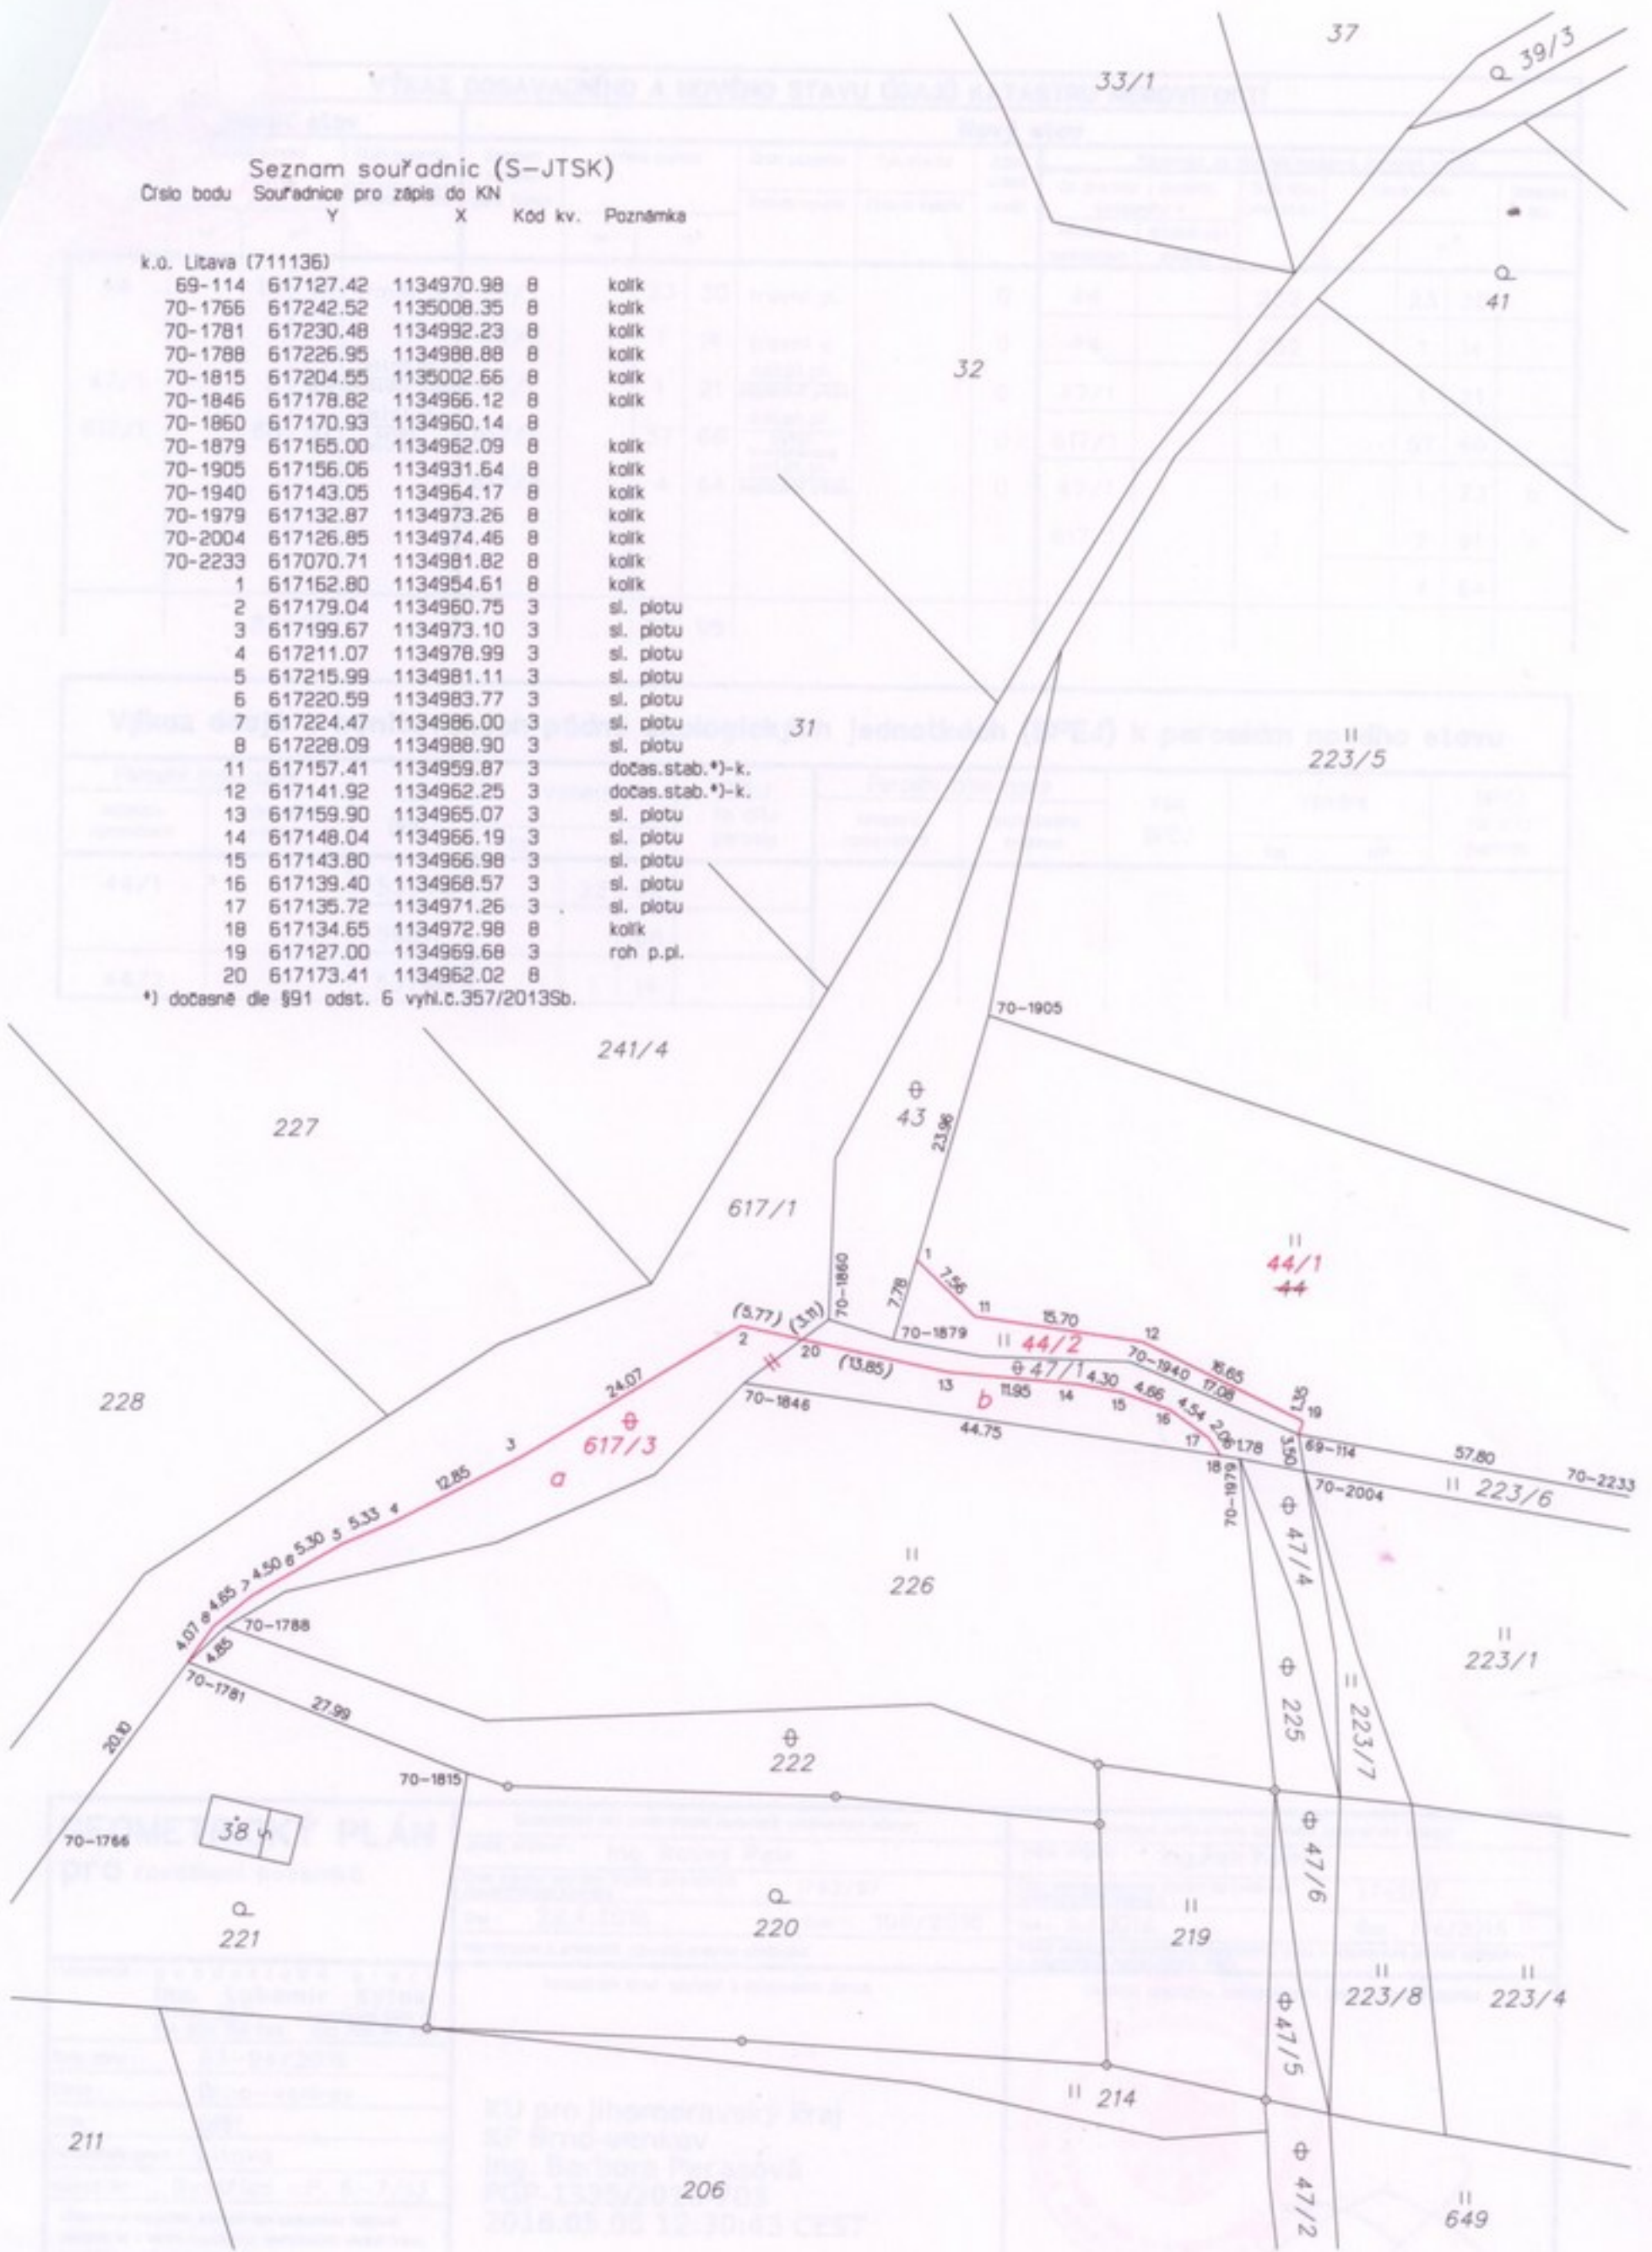 Seznam souřadnic (S-JTSK)
Číslo bodu Souřadnice pro zápis do KN
Y X Kód kv. Poznámka
k.ú. Litava (711136)
69-114 617127.42 1134970.98 8 kolík
70-1766 617242.52 1135008.35 8 kolík
70-1781 617230.48 1134992.23 8 kolík
70-1788 617226.95 1134988.88 8 kolík
70-1815 617204.55 1135002.66 8 kolík
70-1846 617178.82 1134966.12 8 kolík
70-1860 617170.93 1134960.14 8
70-1879 617165.00 1134962.09 8 kolík
70-1905 617156.06 1134931.64 8 kolík
70-1940 617143.05 1134964.17 8 kolík
70-1979 617132.87 1134973.26 8 kolík
70-2004 617126.85 1134974.46 8 kolík
70-2233 617070.71 1134981.82 8 kolík
1 617162.80 1134954.61 8 kolík
2 617179.04 1134960.75 3 sl. plotu
3 617199.67 1134973.10 3 sl. plotu
4 617211.07 1134978.99 3 sl. plotu
5 617215.99 1134981.11 3 sl. plotu
6 617220.59 1134983.77 3 sl. plotu
7 617224.47 1134986.00 3 sl. plotu
8 617228.09 1134988.90 3 sl. plotu
11 617157.41 1134959.87 3 dočas.stab.*)-k.
12 617141.92 1134962.25 3 dočas.stab.*)-k.
13 617159.90 1134965.07 3 sl. plotu
14 617148.04 1134966.19 3 sl. plotu
15 617143.80 1134966.98 3 sl. plotu
16 617139.40 1134968.57 3 sl. plotu
17 617135.72 1134971.26 3 sl. plotu
18 617134.65 1134972.98 8 kolík
19 617127.00 1134969.68 3 roh p.pl.
20 617173.41 1134962.02 8
*) dočasně dle §91 odst. 6 vyhl.č.357/2013Sb.
37
39/3
33/1
41
32
31
223/5
70-1905
241/4
43
23.96
227
617/1
70-1860
7.78
1
7.56
44/1
44
11
15.70
12
(5.77)
(3.11)
2
20
70-1879
44/2
47/1
70-1940
16.65
17.08
1.35
19
(13.85)
13
11.95
14
4.30
15
4.66
16
4.54
2.03
17
18
1.78
3.50
69-114
57.80
70-2233
223/6
70-2004
70-1979
b
44.75
70-1846
24.07
617/3
a
228
3
12.85
4
5.33
5
5.30
6
4.50
7
4.65
8
4.07
4.85
70-1788
70-1781
27.99
20.10
226
47/4
223/1
225
223/7
222
70-1815
70-1766
38
221
220
219
47/6
223/8
223/4
47/5
214
211
206
47/2
649
GEOMETRICKÝ PLÁN
pro